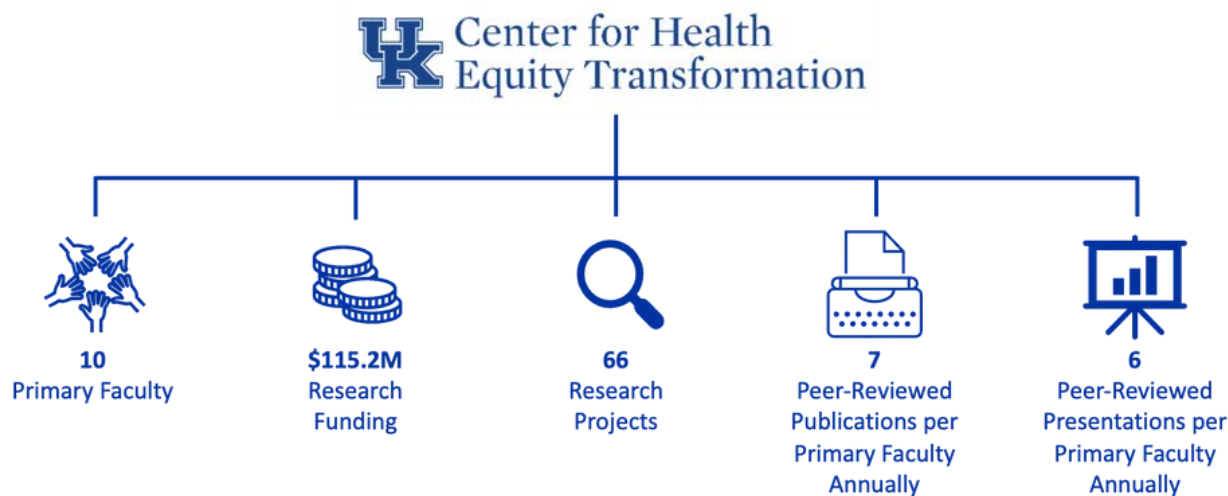 UK Center for Health
Equity Transformation
10
Primary Faculty
$115.2M
Research
Funding
66
Research
Projects
7
Peer-Reviewed
Publications per
Primary Faculty
Annually
6
Peer-Reviewed
Presentations per
Primary Faculty
Annually